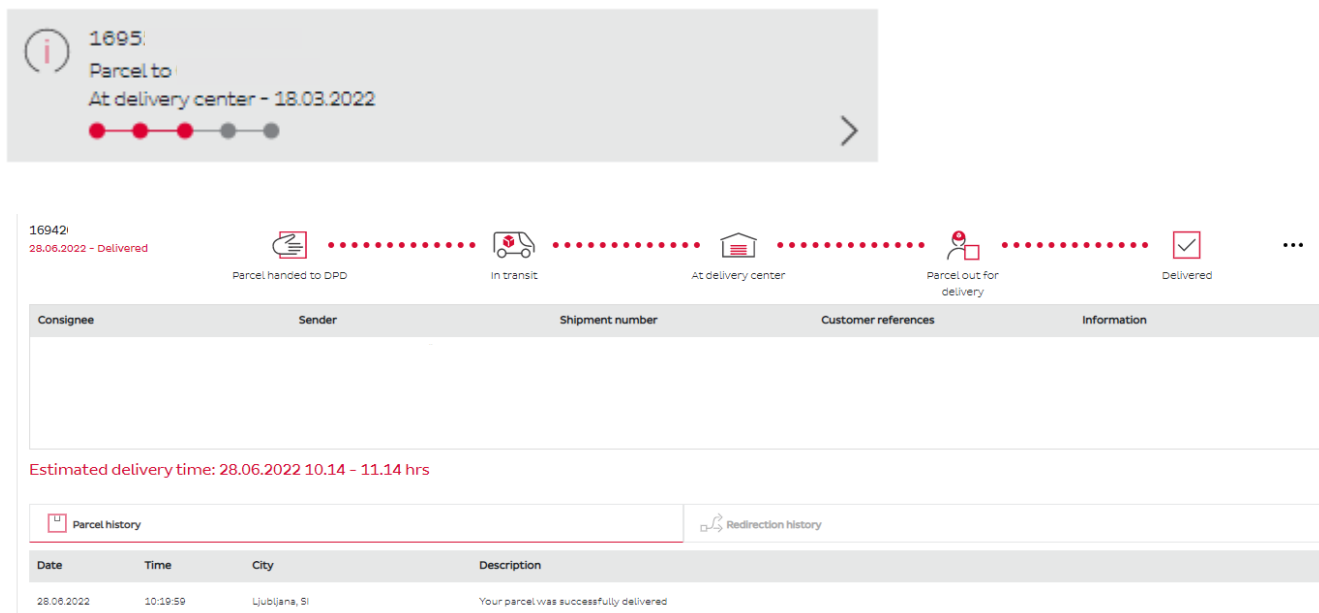 1695
Parcel to
At delivery center - 18.03.2022
16942
28.06.2022 - Delivered
Parcel handed to DPD
In transit
At delivery center
Parcel out for
delivery
Delivered
Consignee Sender Shipment number Customer references Information
Estimated delivery time: 28.06.2022 10.14 - 11.14 hrs
Parcel history
Redirection history
Date Time City Description
28.06.2022 10:19:59 Ljubljana, SI Your parcel was successfully delivered